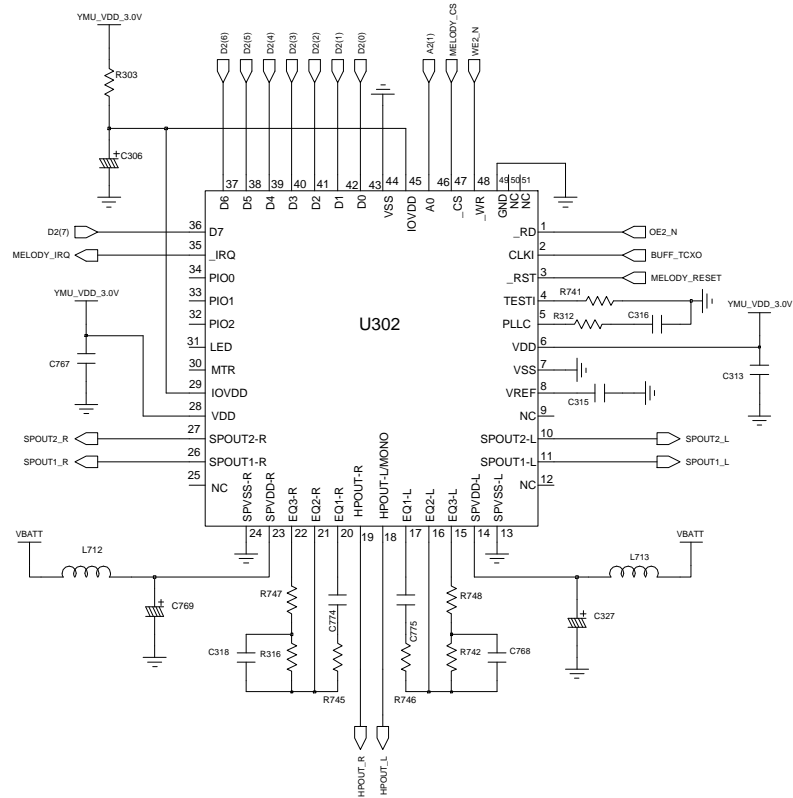 YMU_VDD_3.0V
R303
C306
D2(6)
D2(5)
D2(4)
D2(3)
D2(2)
D2(1)
D2(0)
A2(1)
MELODY_CS
WE2_N
37 38 39 40 41 42 43 44 45 46 47 48 49 50 51
D6 D5 D4 D3 D2 D1 D0 VSS IOVDD A0 _CS _WR GND NC NC
D2(7)
36 D7
MELODY_IRQ
35 _IRQ
34 PIO0
33 PIO1
32 PIO2
31 LED
30 MTR
29 IOVDD
28 VDD
27 SPOUT2-R
SPOUT2_R
26 SPOUT1-R
SPOUT1_R
25 NC
YMU_VDD_3.0V
C767
U302
_RD 1
OE2_N
CLKI 2
BUFF_TCXO
_RST 3
MELODY_RESET
TESTI 4
R741
PLLC 5
R312
C316
VDD 6
YMU_VDD_3.0V
C313
VSS 7
VREF 8
C315
NC 9
SPOUT2-L 10
SPOUT2_L
SPOUT1-L 11
SPOUT1_L
NC 12
SPVSS-R SPVDD-R EQ3-R EQ2-R EQ1-R HPOUT-R HPOUT-L/MONO EQ1-L EQ2-L EQ3-L SPVDD-L SPVSS-L
24 23 22 21 20 19 18 17 16 15 14 13
VBATT
L712
C769
R747
C318
R316
C774
R745
C775
R746
R748
R742
C768
C327
L713
VBATT
HPOUT_R
HPOUT_L